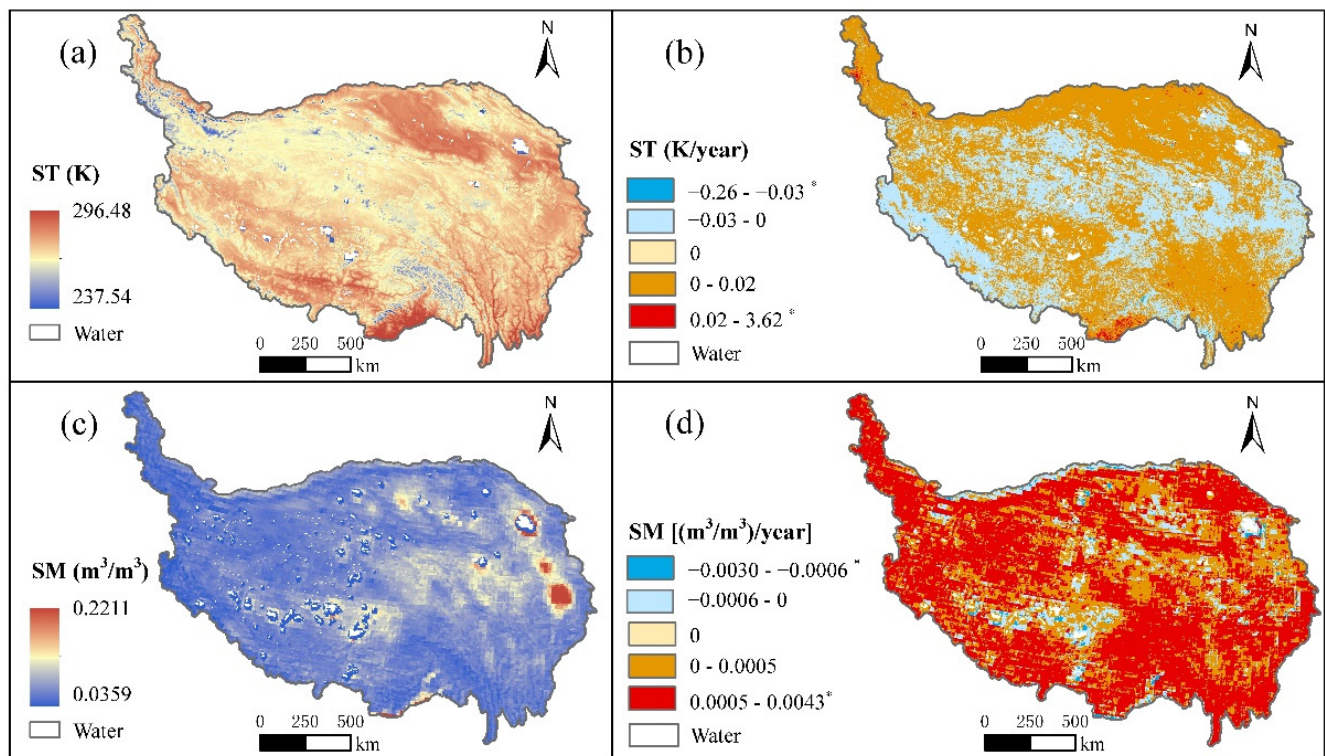 (a)
N
ST (K)
296.48
237.54
Water
0 250 500
km
(b)
N
ST (K/year)
−0.26 - −0.03 *
−0.03 - 0
0
0 - 0.02
0.02 - 3.62 *
Water
0 250 500
km
(c)
N
SM (m³/m³)
0.2211
0.0359
Water
0 250 500
km
(d)
N
SM [(m³/m³)/year]
−0.0030 - −0.0006 *
−0.0006 - 0
0
0 - 0.0005
0.0005 - 0.0043*
Water
0 250 500
km